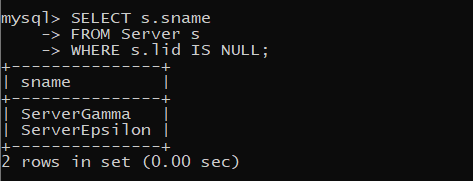 mysql> SELECT s.sname
    -> FROM Server s
    -> WHERE s.lid IS NULL;
+---------------+
| sname         |
+---------------+
| ServerGamma   |
| ServerEpsilon |
+---------------+
2 rows in set (0.00 sec)